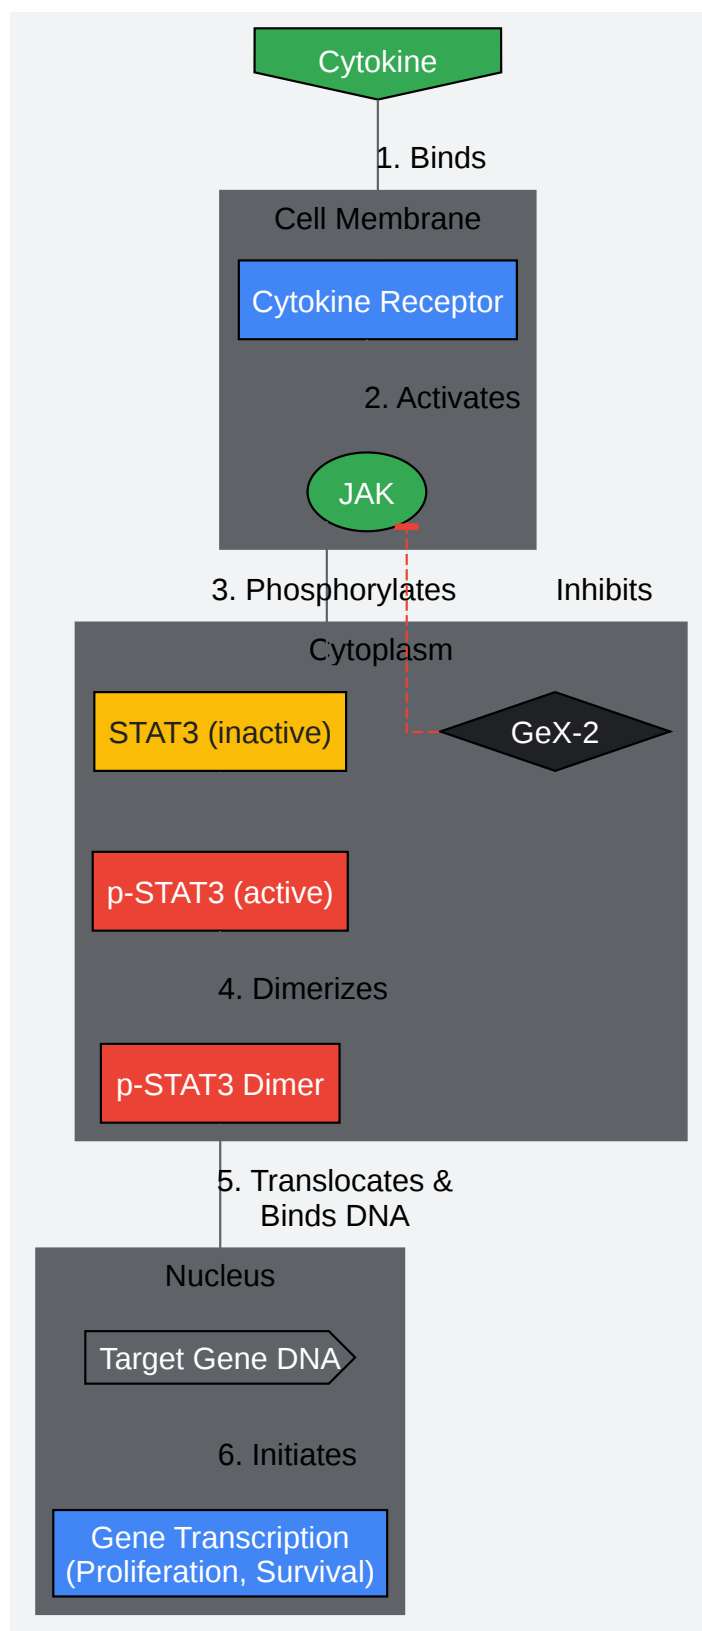 Cytokine
1. Binds
Cell Membrane
Cytokine Receptor
2. Activates
JAK
3. Phosphorylates
Inhibits
Cytoplasm
STAT3 (inactive)
GeX-2
p-STAT3 (active)
4. Dimerizes
p-STAT3 Dimer
5. Translocates &
Binds DNA
Nucleus
Target Gene DNA
6. Initiates
Gene Transcription
(Proliferation, Survival)